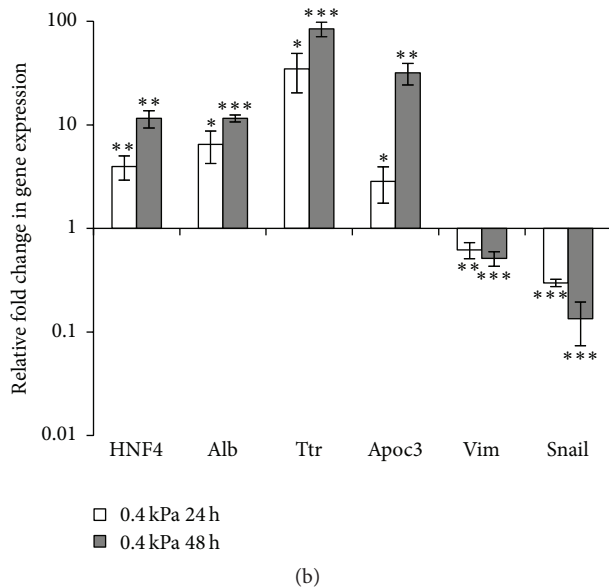 Relative fold change in gene expression
100
10
1
0.1
0.01
** ** * *** * *** * ** ** *** *** ***
HNF4 Alb Ttr Apoc3 Vim Snail
0.4 kPa 24 h
0.4 kPa 48 h
(b)